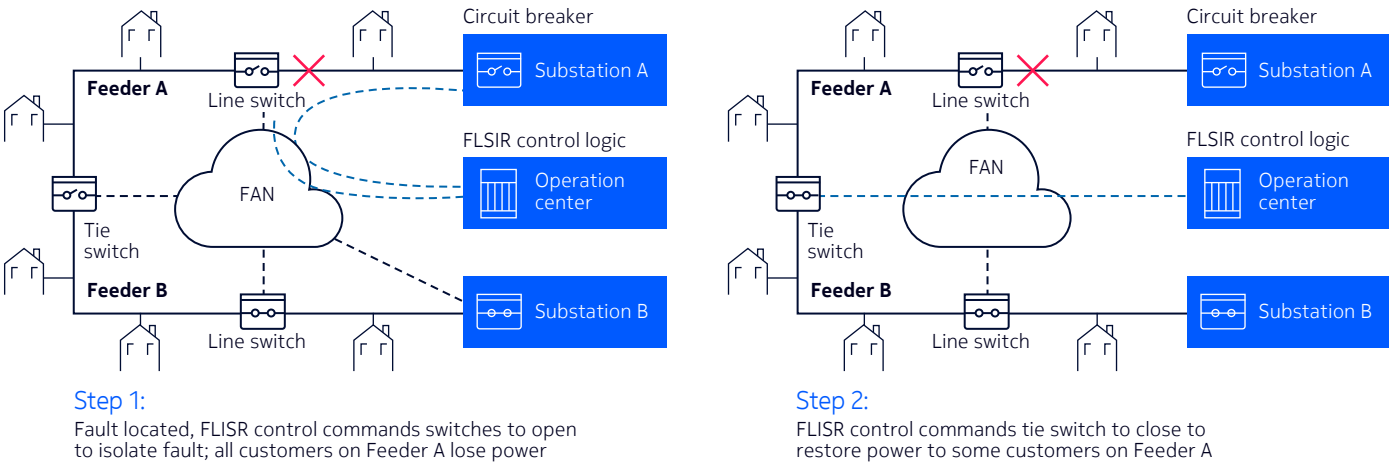 Circuit breaker
Substation A
Feeder A
Line switch
FLSIR control logic
FAN
Operation
center
Tie
switch
Feeder B
Substation B
Line switch
Step 1:
Fault located, FLISR control commands switches to open
to isolate fault; all customers on Feeder A lose power
Circuit breaker
Substation A
Feeder A
Line switch
FLSIR control logic
FAN
Operation
center
Tie
switch
Feeder B
Substation B
Line switch
Step 2:
FLISR control commands tie switch to close to
restore power to some customers on Feeder A